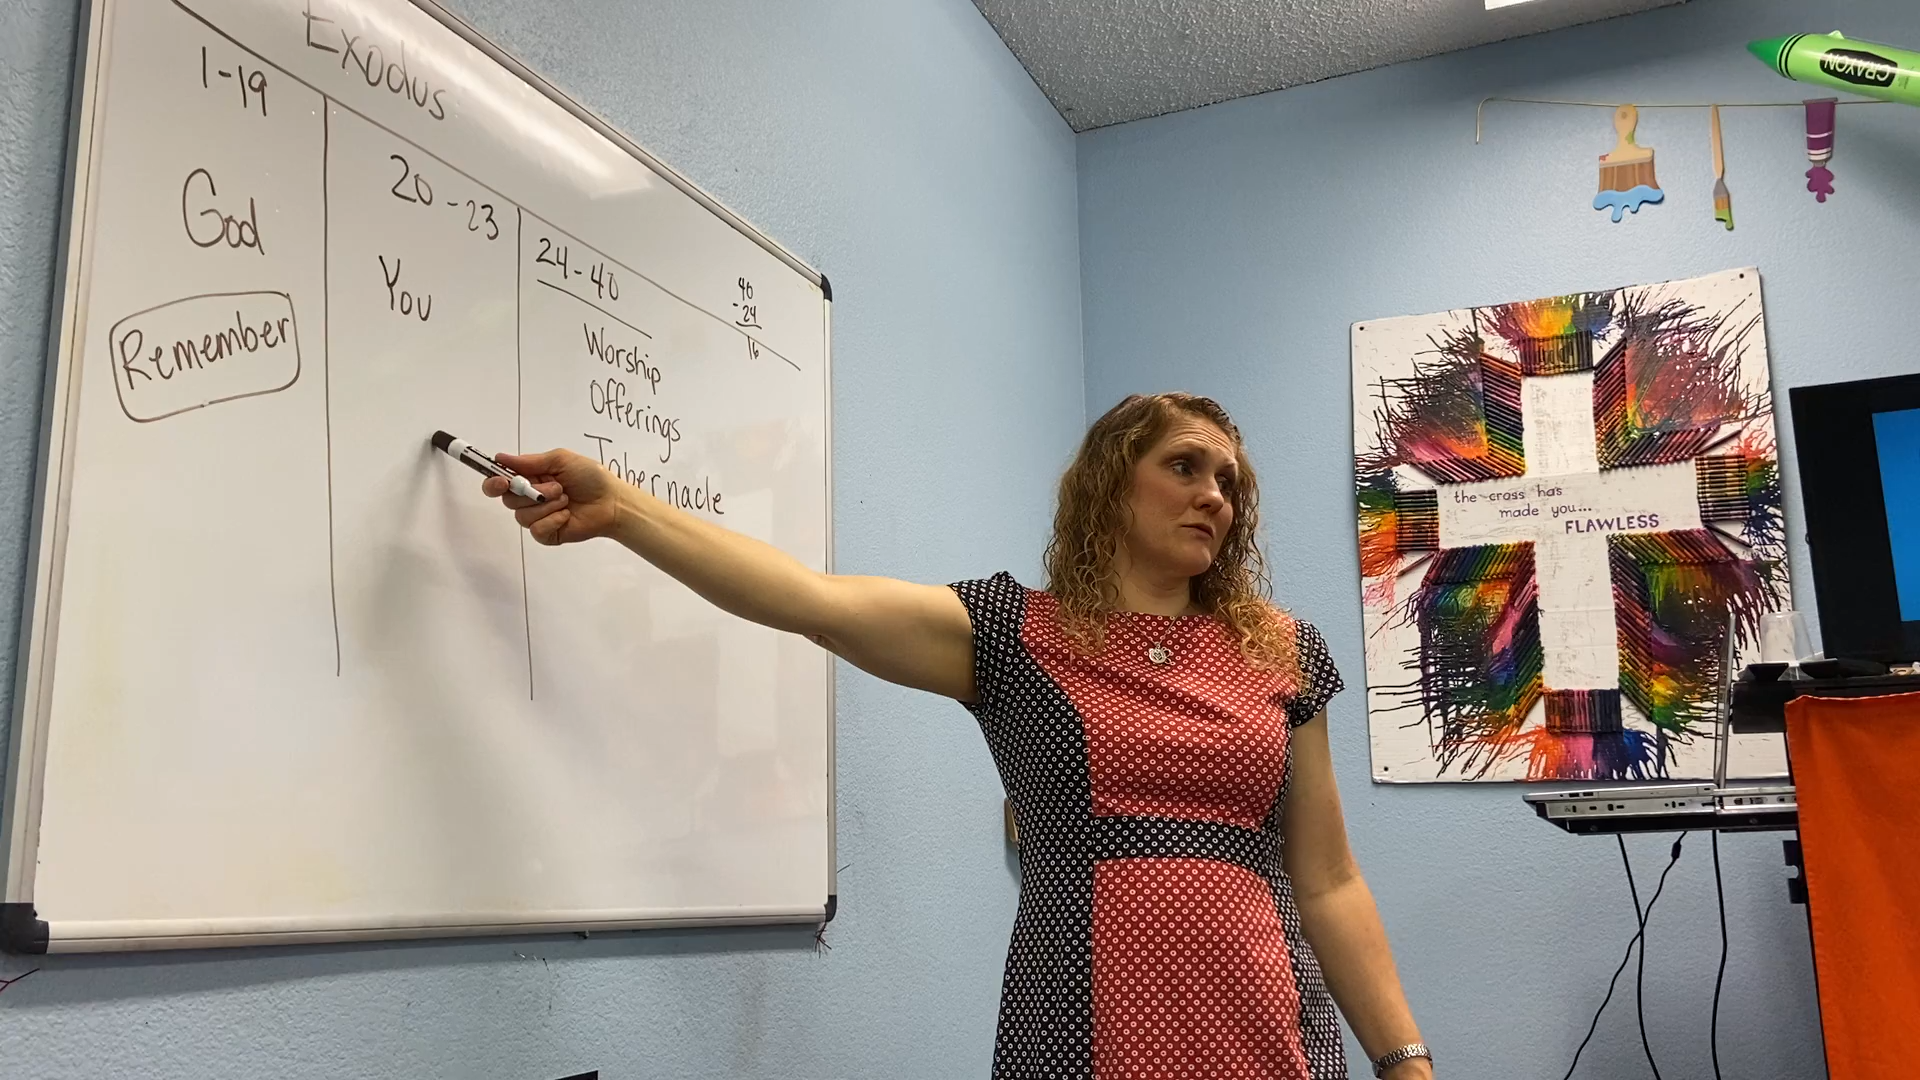 Exodus
1-19
God
Remember
20-23
You
24-40
Worship
Offerings
Tabernacle
40
-24
16
CRAYON
the cross has
made you...
FLAWLESS